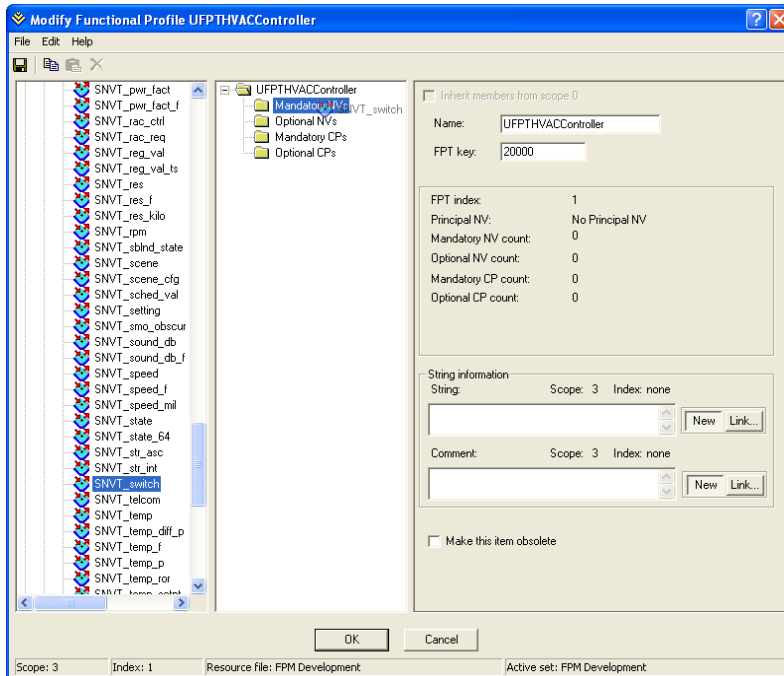 Modify Functional Profile UFPTHVACController
File Edit Help
SNVT_pwr_fact
SNVT_pwr_fact_f
SNVT_rac_ctrl
SNVT_rac_req
SNVT_reg_val
SNVT_reg_val_ts
SNVT_res
SNVT_res_f
SNVT_res_kilo
SNVT_rpm
SNVT_sblnd_state
SNVT_scene
SNVT_scene_cfg
SNVT_sched_val
SNVT_setting
SNVT_smo_obscur
SNVT_sound_db
SNVT_sound_db_f
SNVT_speed
SNVT_speed_f
SNVT_speed_mil
SNVT_state
SNVT_state_64
SNVT_str_asc
SNVT_str_int
SNVT_switch
SNVT_telcom
SNVT_temp
SNVT_temp_diff_p
SNVT_temp_f
SNVT_temp_p
SNVT_temp_ror
SNVT_temp_setpt
UFPTHVACController
Mandatory NVs
SNVT_switch
Optional NVs
Mandatory CPs
Optional CPs
Inherit members from scope 0
Name: UFPTHVACController
FPT key: 20000
FPT index: 1
Principal NV: No Principal NV
Mandatory NV count: 0
Optional NV count: 0
Mandatory CP count: 0
Optional CP count: 0
String information
String: Scope: 3 Index: none
New Link...
Comment: Scope: 3 Index: none
New Link...
Make this item obsolete
OK Cancel
Scope: 3 Index: 1 Resource file: FPM Development Active set: FPM Development